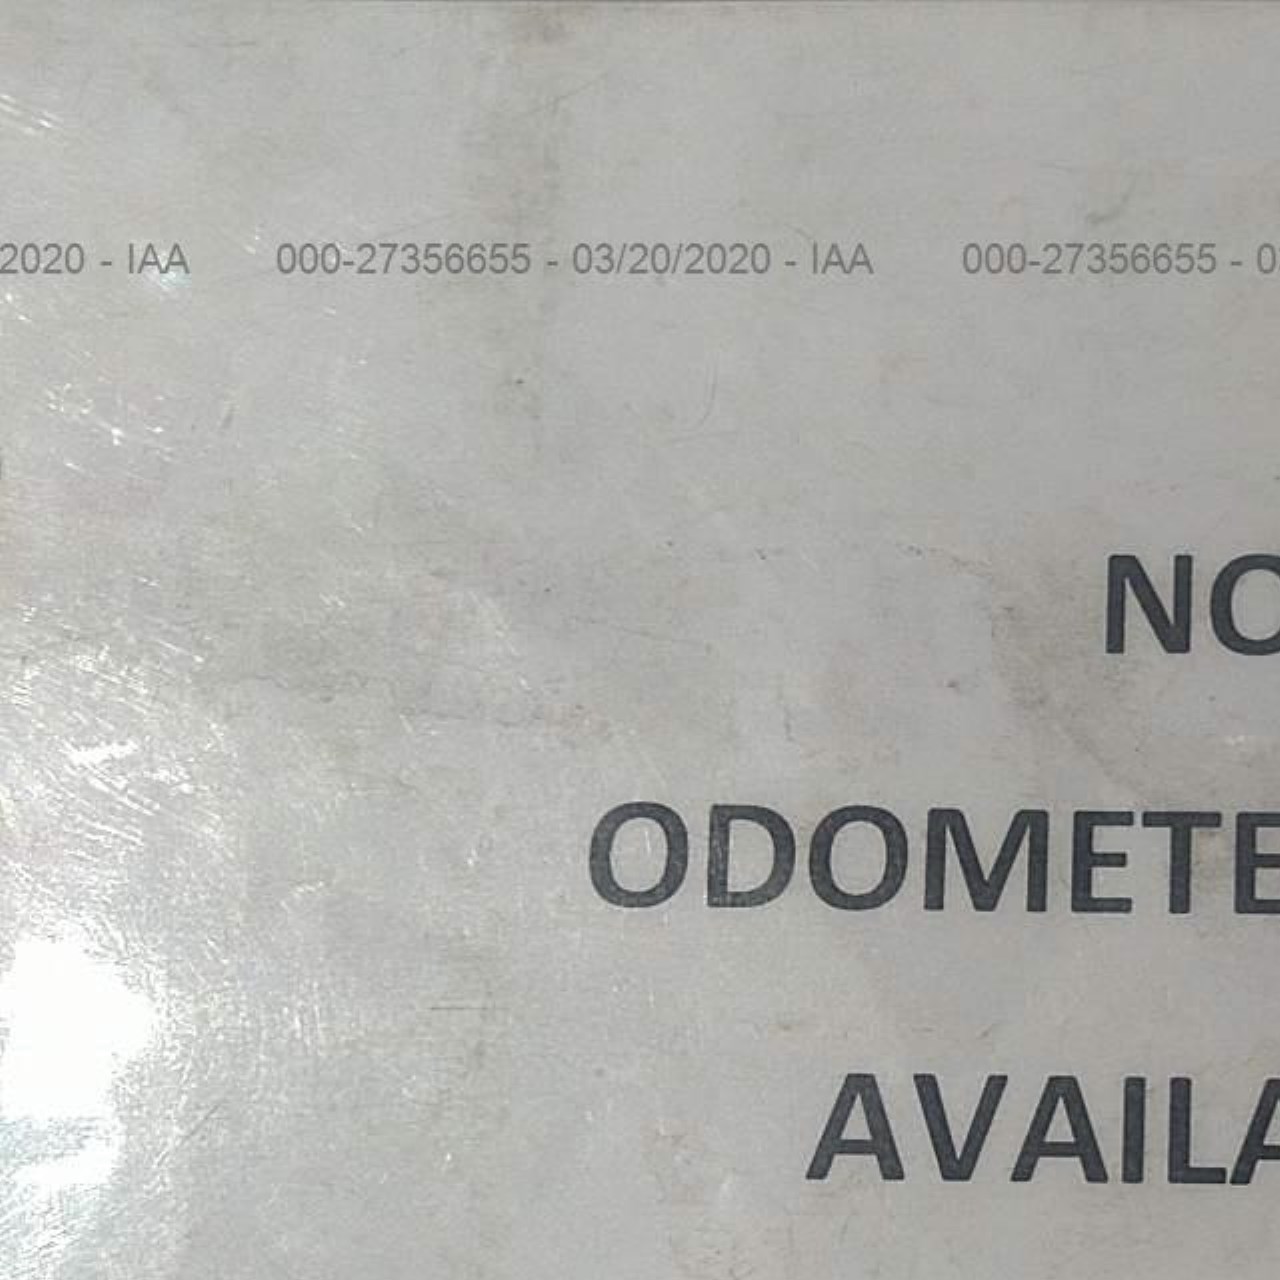 2020 - IAA 000-27356655 - 03/20/2020 - IAA 000-27356655 - 0
NO
ODOMETE
AVAILA